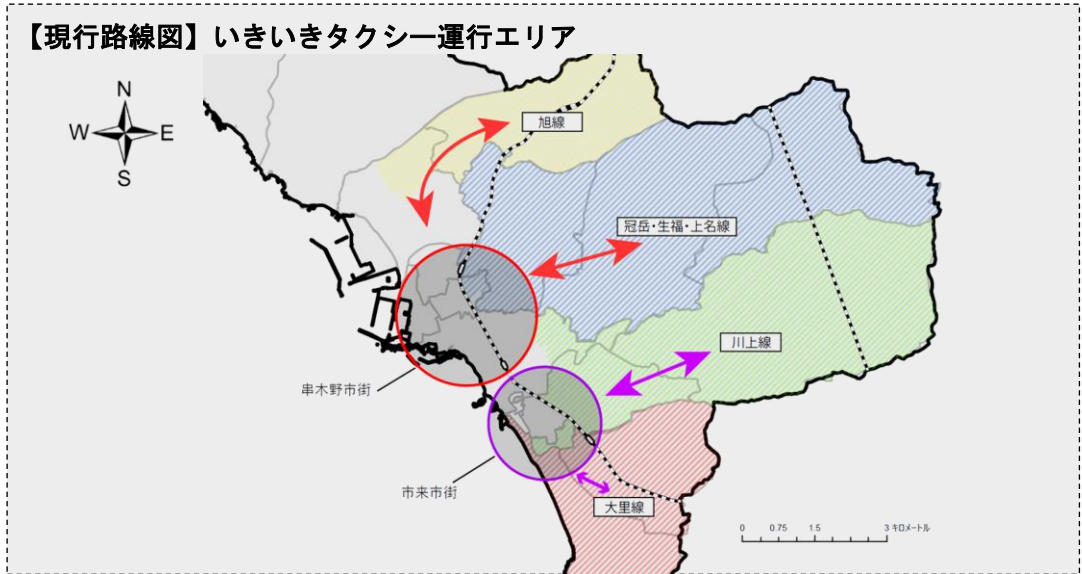 【現行路線図】いきいきタクシー運行エリア
N
W
E
S
旭線
冠岳・生福・上名線
川上線
串木野市街
市来市街
大里線
0 0.75 1.5 3 キロメートル